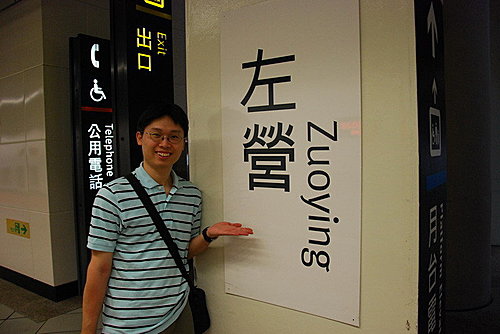 Exit
出口
Telephone
公用電話
左營
Zuoying